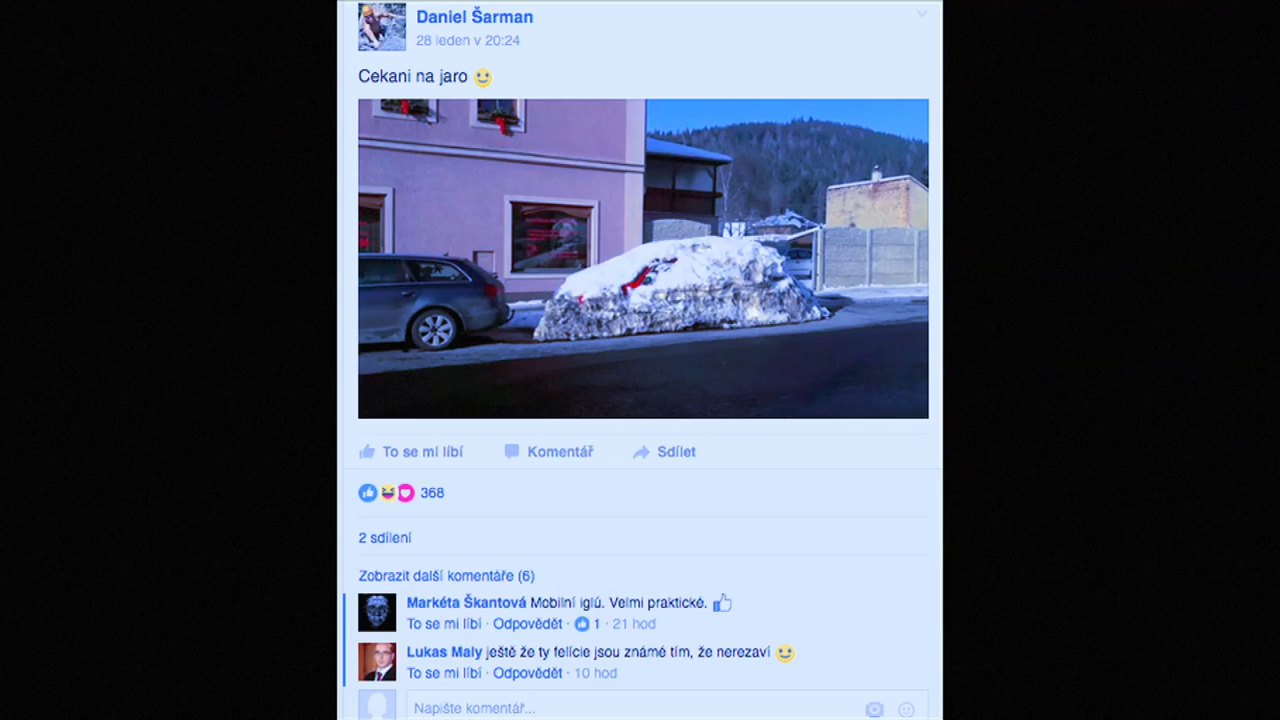 Daniel Šarman
28 leden v 20:24
Cekani na jaro
To se mi líbí Komentář Sdílet
368
2 sdílení
Zobrazit další komentáře (6)
Markéta Škantová Mobilní iglú. Velmi praktické.
To se mi líbí · Odpovědět · 1 · 21 hod
Lukas Maly ještě že ty felície jsou známé tím, že nerezaví
To se mi líbí · Odpovědět · 10 hod
Napište komentář...